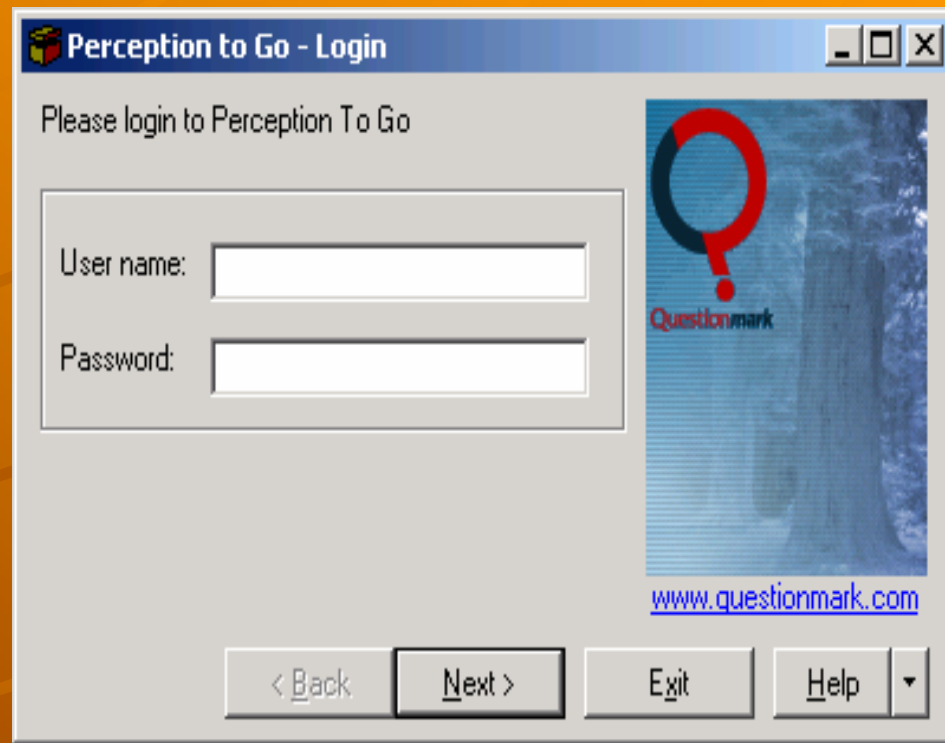 Perception to Go - Login
Please login to Perception To Go
User name:
Password:
Questionmark
www.questionmark.com
< Back
Next >
Exit
Help